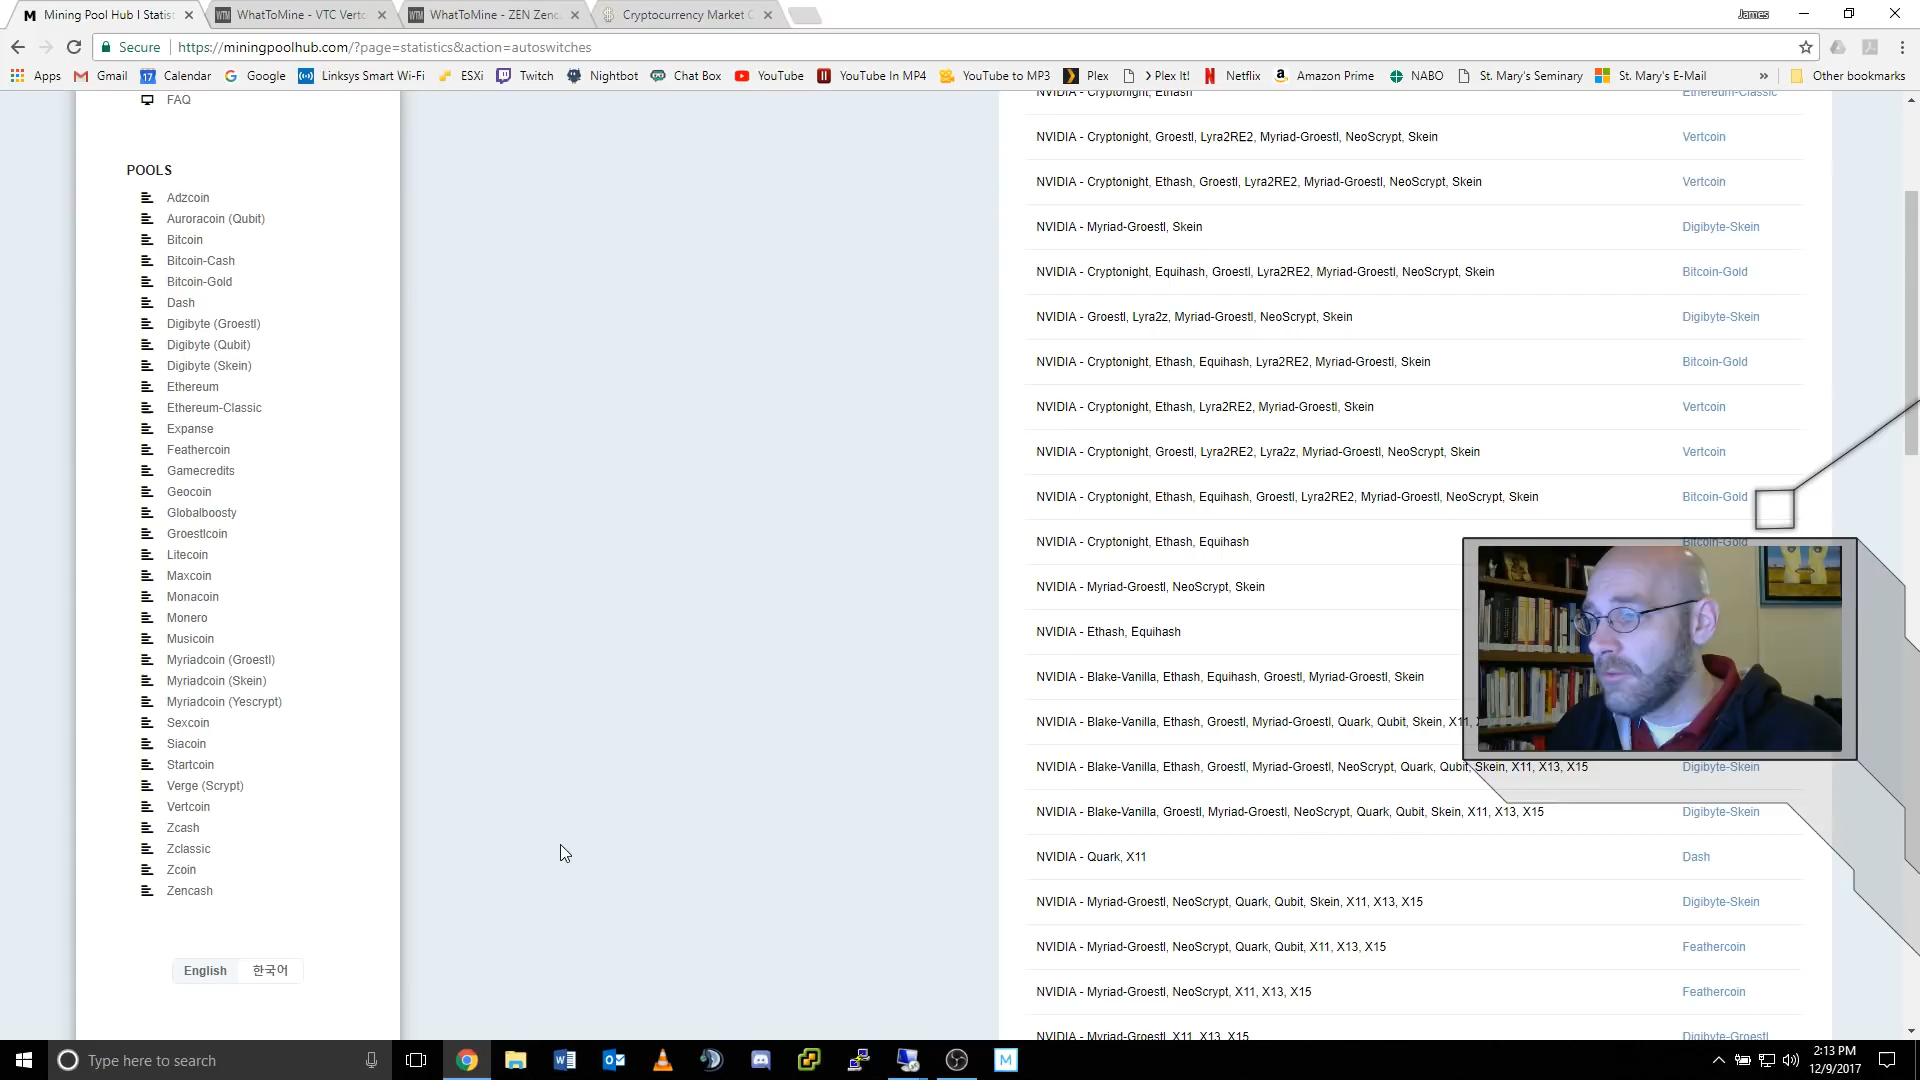 Mining Pool Hub I Statist
WhatToMine - VTC Vertc
WhatToMine - ZEN Zenc
Cryptocurrency Market C
James
Secure
https://miningpoolhub.com/?page=statistics&action=autoswitches
Apps
Gmail
Calendar
Google
Linksys Smart Wi-Fi
ESXi
Twitch
Nightbot
Chat Box
YouTube
YouTube In MP4
YouTube to MP3
Plex
> Plex It!
Netflix
Amazon Prime
NABO
St. Mary's Seminary
St. Mary's E-Mail
»
Other bookmarks
FAQ
POOLS
Adzcoin
Auroracoin (Qubit)
Bitcoin
Bitcoin-Cash
Bitcoin-Gold
Dash
Digibyte (Groestl)
Digibyte (Qubit)
Digibyte (Skein)
Ethereum
Ethereum-Classic
Expanse
Feathercoin
Gamecredits
Geocoin
Globalboosty
Groestlcoin
Litecoin
Maxcoin
Monacoin
Monero
Musicoin
Myriadcoin (Groestl)
Myriadcoin (Skein)
Myriadcoin (Yescrypt)
Sexcoin
Siacoin
Startcoin
Verge (Scrypt)
Vertcoin
Zcash
Zclassic
Zcoin
Zencash
English 한국어
NVIDIA - Cryptonight, Ethash Ethereum-Classic
NVIDIA - Cryptonight, Groestl, Lyra2RE2, Myriad-Groestl, NeoScrypt, Skein Vertcoin
NVIDIA - Cryptonight, Ethash, Groestl, Lyra2RE2, Myriad-Groestl, NeoScrypt, Skein Vertcoin
NVIDIA - Myriad-Groestl, Skein Digibyte-Skein
NVIDIA - Cryptonight, Equihash, Groestl, Lyra2RE2, Myriad-Groestl, NeoScrypt, Skein Bitcoin-Gold
NVIDIA - Groestl, Lyra2z, Myriad-Groestl, NeoScrypt, Skein Digibyte-Skein
NVIDIA - Cryptonight, Ethash, Equihash, Lyra2RE2, Myriad-Groestl, Skein Bitcoin-Gold
NVIDIA - Cryptonight, Ethash, Lyra2RE2, Myriad-Groestl, Skein Vertcoin
NVIDIA - Cryptonight, Groestl, Lyra2RE2, Lyra2z, Myriad-Groestl, NeoScrypt, Skein Vertcoin
NVIDIA - Cryptonight, Ethash, Equihash, Groestl, Lyra2RE2, Myriad-Groestl, NeoScrypt, Skein Bitcoin-Gold
NVIDIA - Cryptonight, Ethash, Equihash Bitcoin-Gold
NVIDIA - Myriad-Groestl, NeoScrypt, Skein
NVIDIA - Ethash, Equihash
NVIDIA - Blake-Vanilla, Ethash, Equihash, Groestl, Myriad-Groestl, Skein
NVIDIA - Blake-Vanilla, Ethash, Groestl, Myriad-Groestl, Quark, Qubit, Skein, X11,
NVIDIA - Blake-Vanilla, Ethash, Groestl, Myriad-Groestl, NeoScrypt, Quark, Qubit, Skein, X11, X13, X15 Digibyte-Skein
NVIDIA - Blake-Vanilla, Groestl, Myriad-Groestl, NeoScrypt, Quark, Qubit, Skein, X11, X13, X15 Digibyte-Skein
NVIDIA - Quark, X11 Dash
NVIDIA - Myriad-Groestl, NeoScrypt, Quark, Qubit, Skein, X11, X13, X15 Digibyte-Skein
NVIDIA - Myriad-Groestl, NeoScrypt, Quark, Qubit, X11, X13, X15 Feathercoin
NVIDIA - Myriad-Groestl, NeoScrypt, X11, X13, X15 Feathercoin
NVIDIA - Myriad-Groestl, X11, X13, X15 Digibyte-Groestl
Type here to search
2:13 PM
12/9/2017